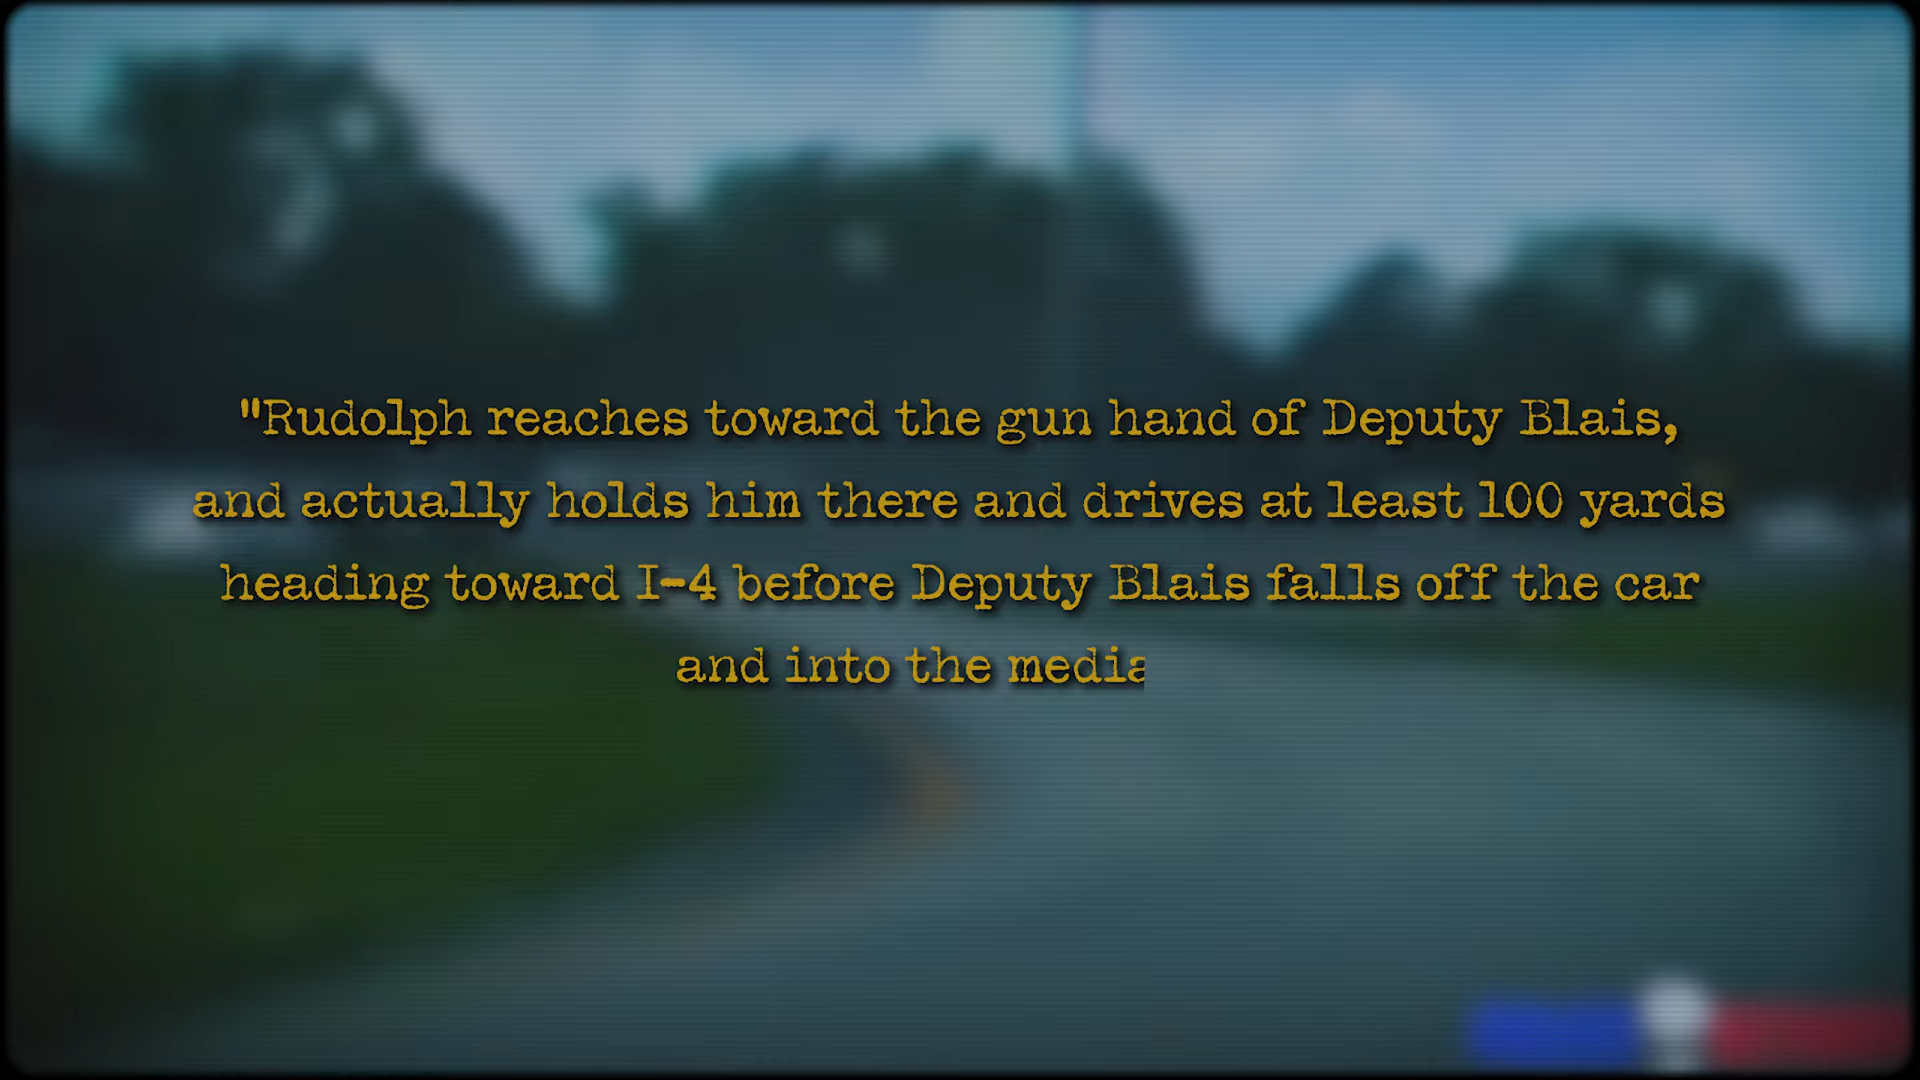 "Rudolph reaches toward the gun hand of Deputy Blais,
and actually holds him there and drives at least 100 yards
heading toward I-4 before Deputy Blais falls off the car
and into the media